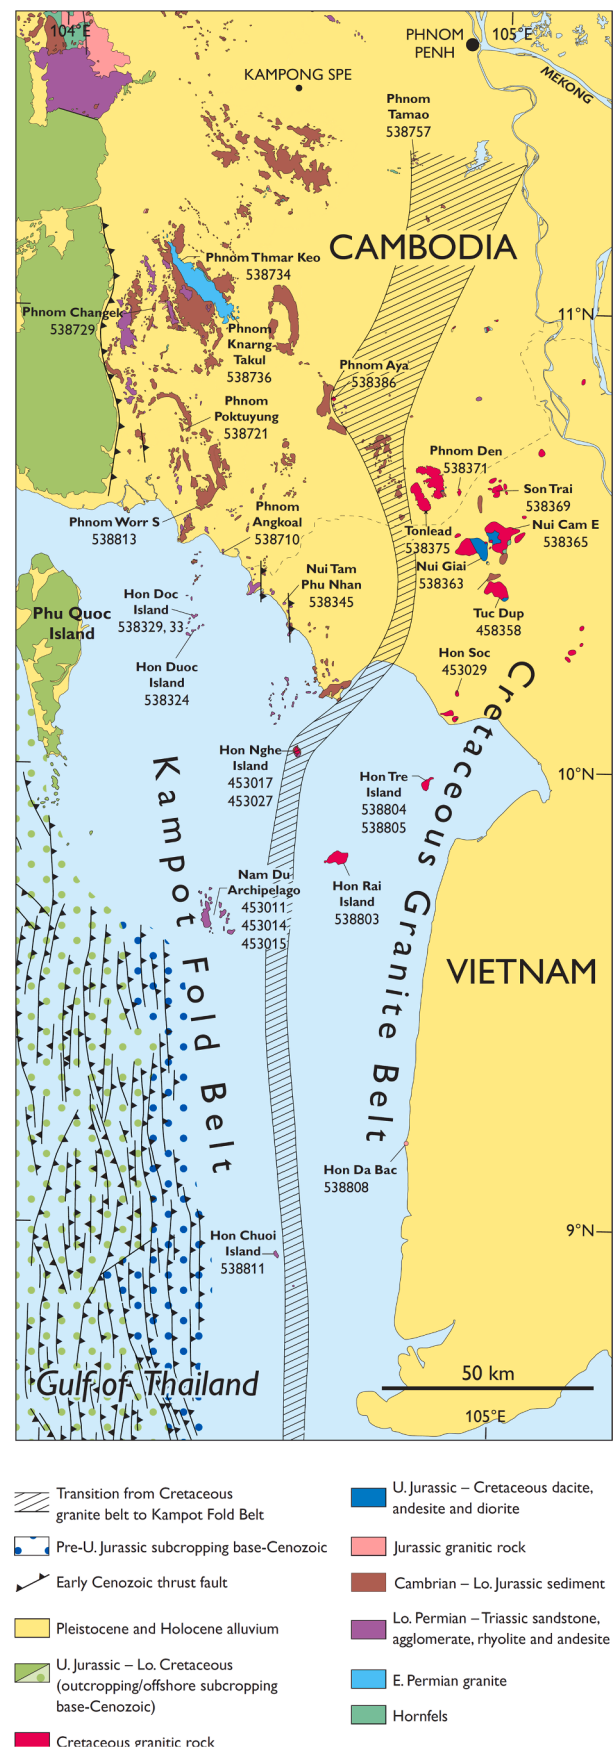 104°E
PHNOM
PENH
105°E
MEKONG
KAMPONG SPE
Phnom
Tamao
538757
CAMBODIA
Phnom Thmar Keo
538734
Phnom Changek
538729
11°N
Phnom
Knarng
Takul
538736
Phnom Aya
538386
Phnom
Poktuyung
538721
Phnom Den
538371
Son Trai
538369
Phnom Worr S
538813
Phnom
Angkoal
538710
Tonlead
538375
Nui Cam E
538365
Nui Giai
538363
Nui Tam
Phu Nhan
538345
Tuc Dup
458358
Phu Quoc
Island
Hon Doc
Island
538329, 33
Hon Duoc
Island
538324
Hon Soc
453029
Hon Nghe
Island
453017
453027
Hon Tre
Island
538804
538805
10°N
Kampot Fold Belt
Cretaceous Granite Belt
Nam Du
Archipelago
453011
453014
453015
Hon Rai
Island
538803
VIETNAM
Hon Da Bac
538808
Hon Chuoi
Island
538811
9°N
Gulf of Thailand
50 km
105°E
Transition from Cretaceous
granite belt to Kampot Fold Belt
Pre-U. Jurassic subcropping base-Cenozoic
Early Cenozoic thrust fault
Pleistocene and Holocene alluvium
U. Jurassic – Lo. Cretaceous
(outcropping/offshore subcropping
base-Cenozoic)
Cretaceous granitic rock
U. Jurassic – Cretaceous dacite,
andesite and diorite
Jurassic granitic rock
Cambrian – Lo. Jurassic sediment
Lo. Permian – Triassic sandstone,
agglomerate, rhyolite and andesite
E. Permian granite
Hornfels